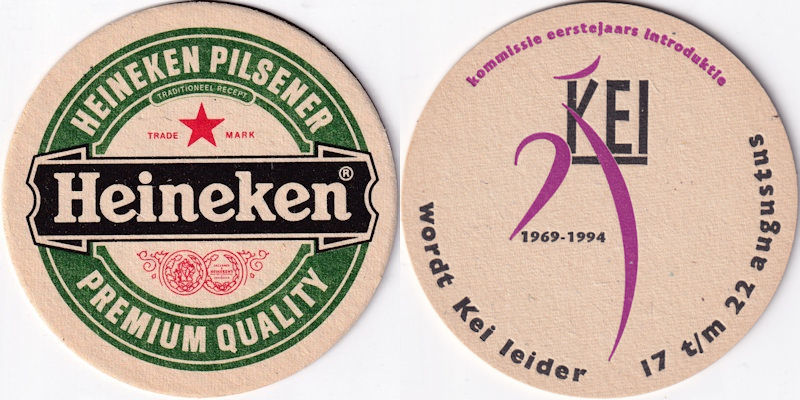 HEINEKEN PILSENER
TRADITIONEEL RECEPT
TRADE MARK
Heineken®
PREMIUM QUALITY
kommissie eerstejaars introduktie
KEI
25
1969-1994
wordt Kei leider
17 t/m 22 augustus